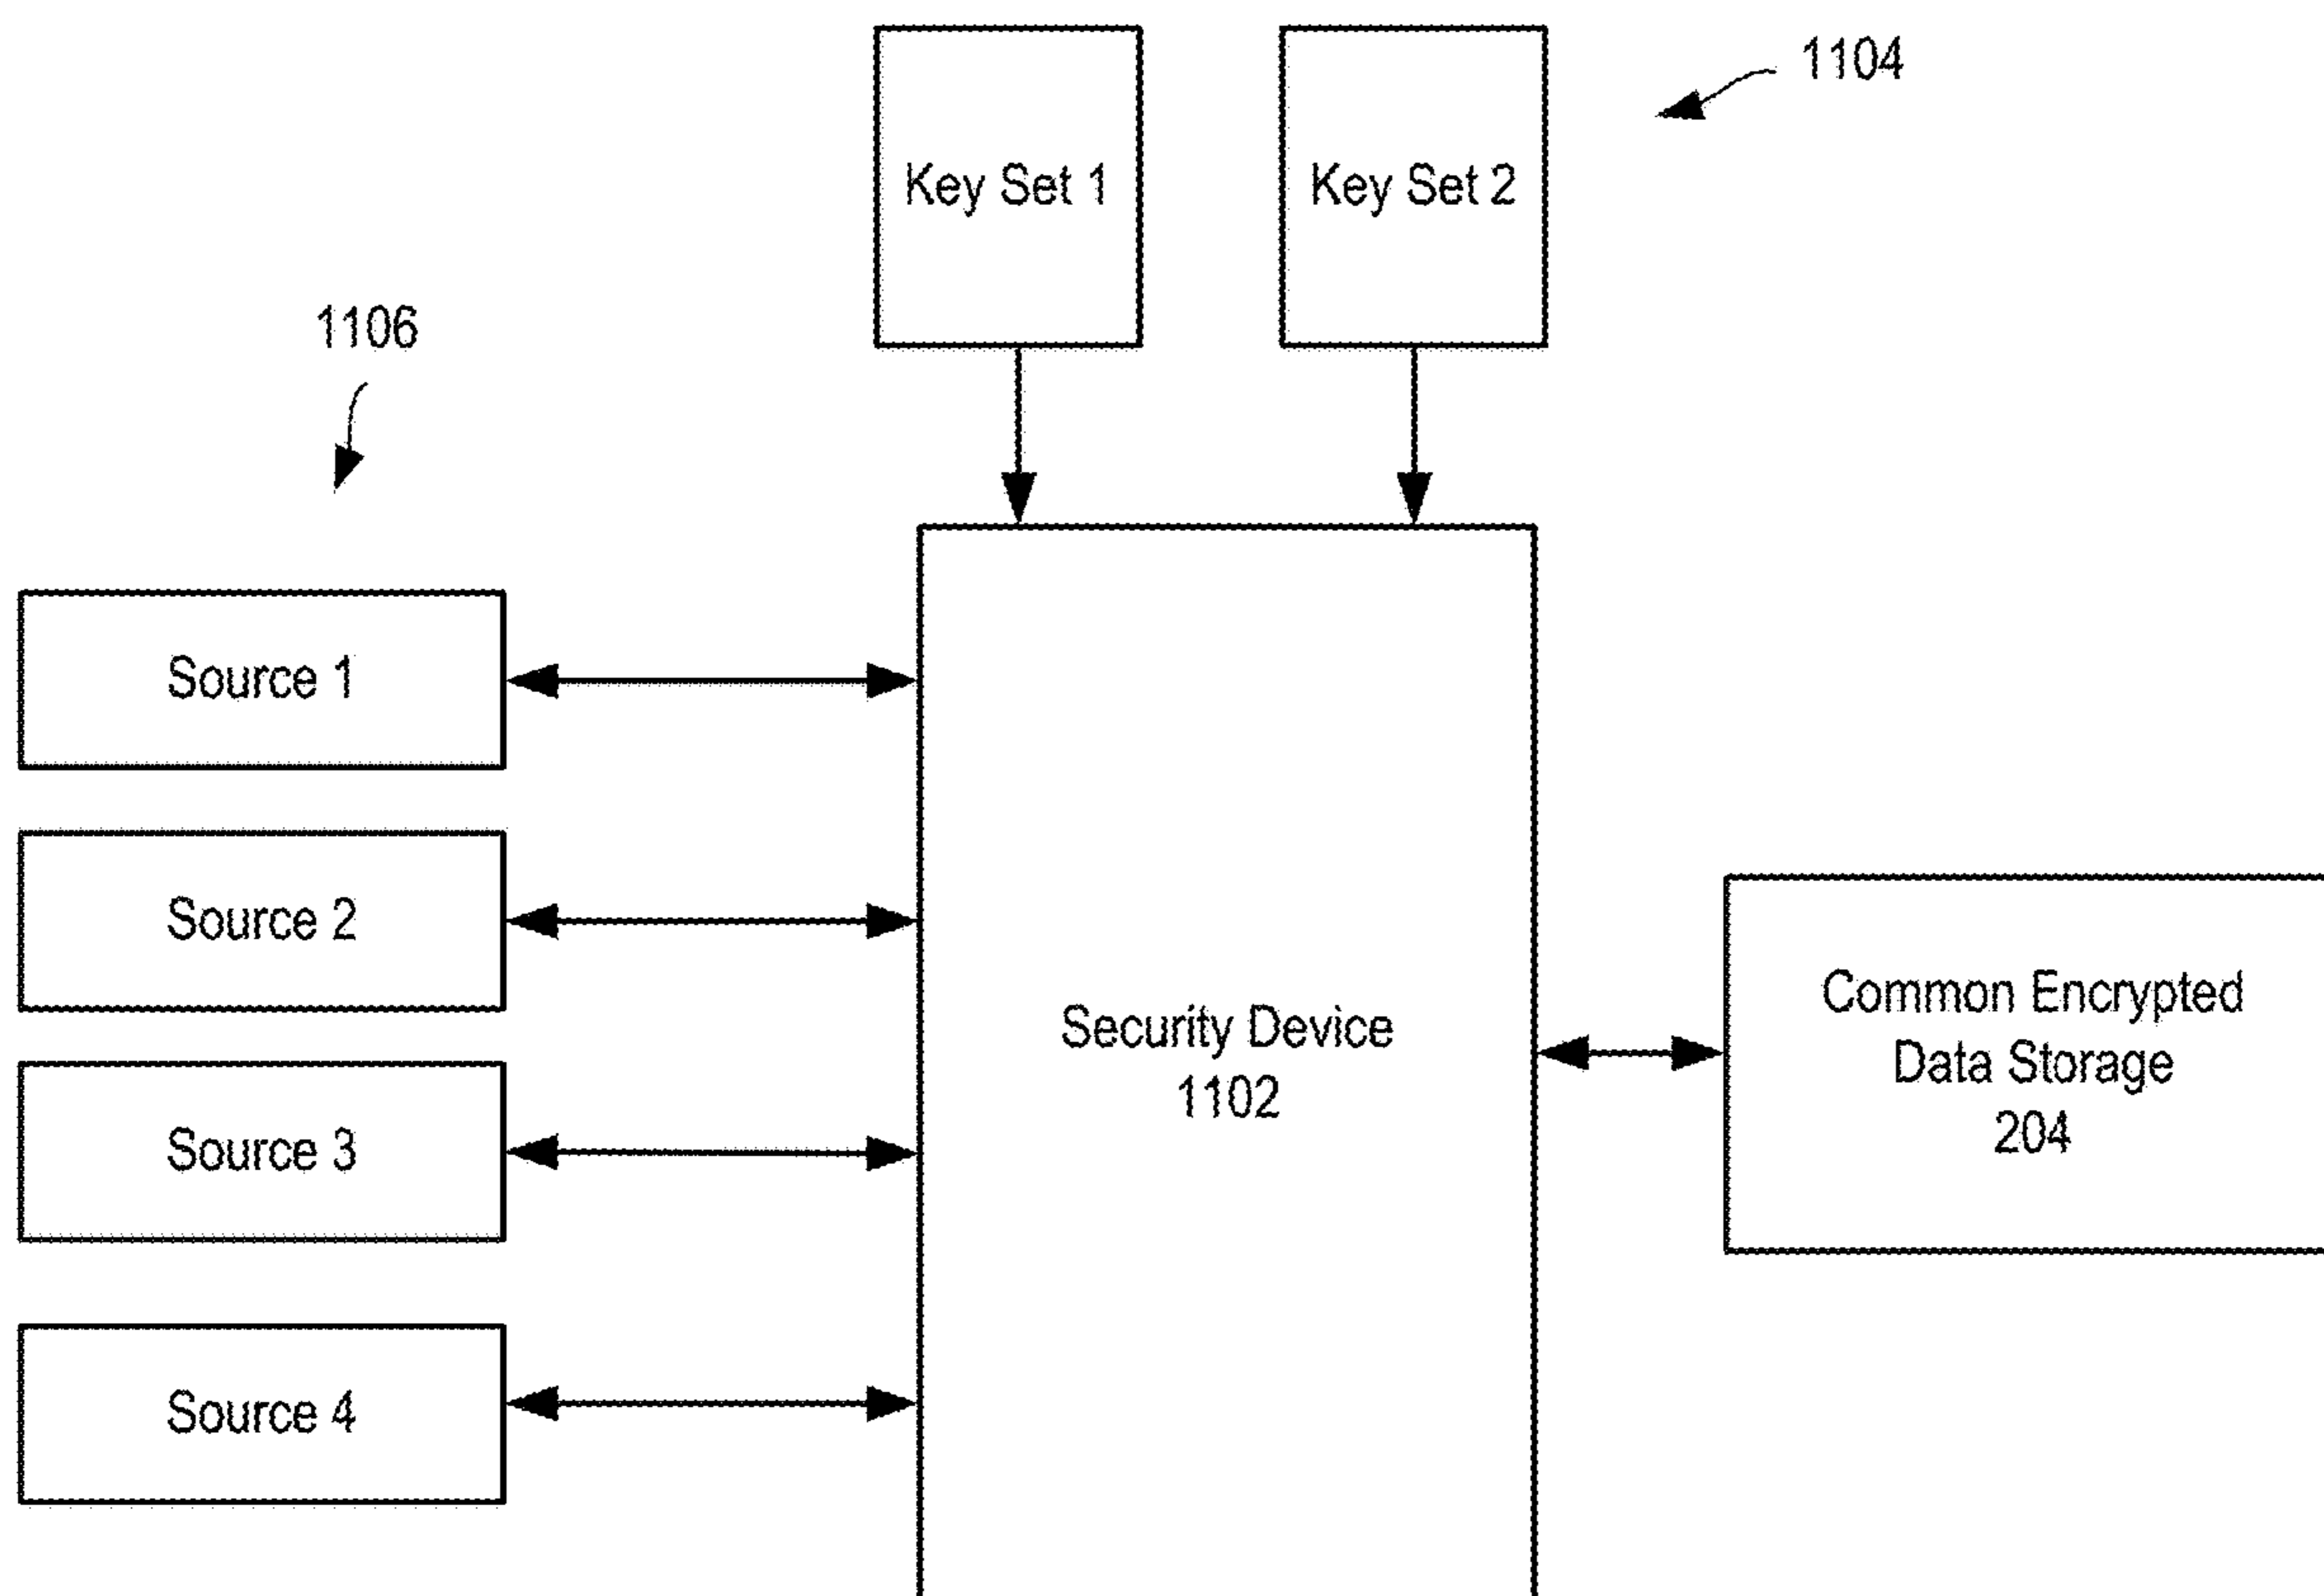 1104
Key Set 1
Key Set 2
1106
Source 1
Source 2
Source 3
Source 4
Security Device
1102
Common Encrypted
Data Storage
204